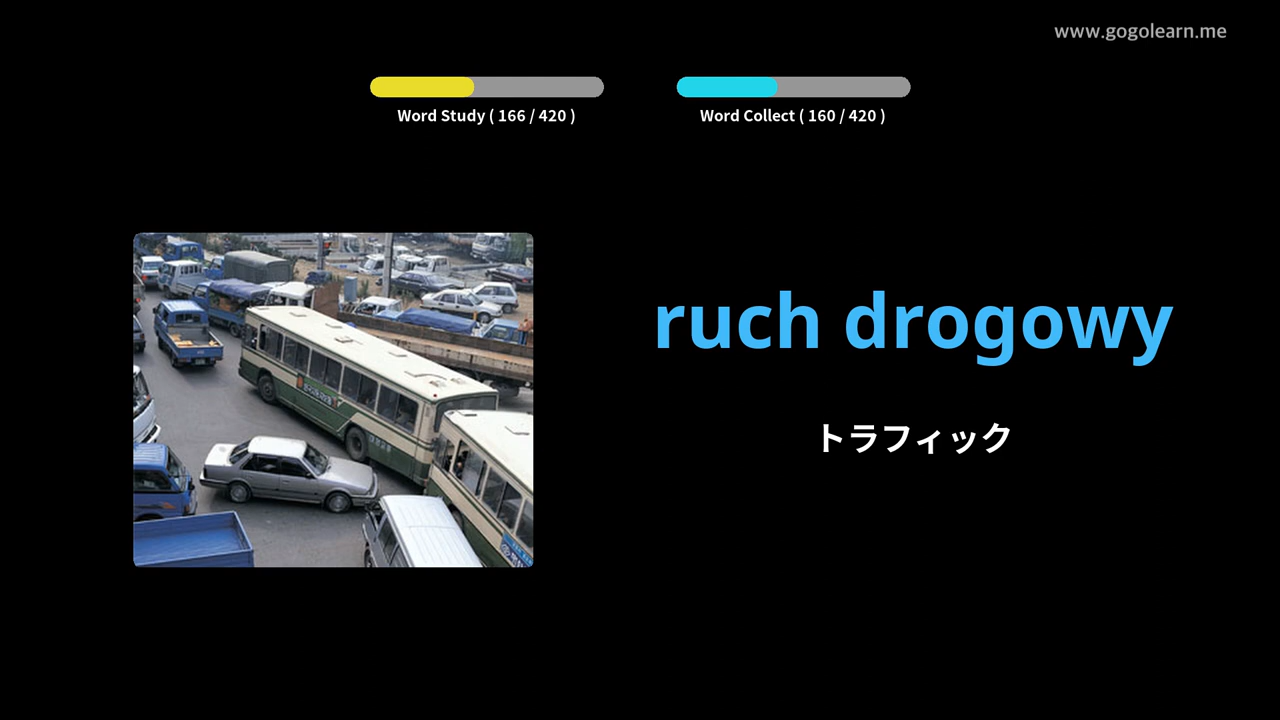 www.gogolearn.me
Word Study ( 166 / 420 )
Word Collect ( 160 / 420 )
ruch drogowy
トラフィック